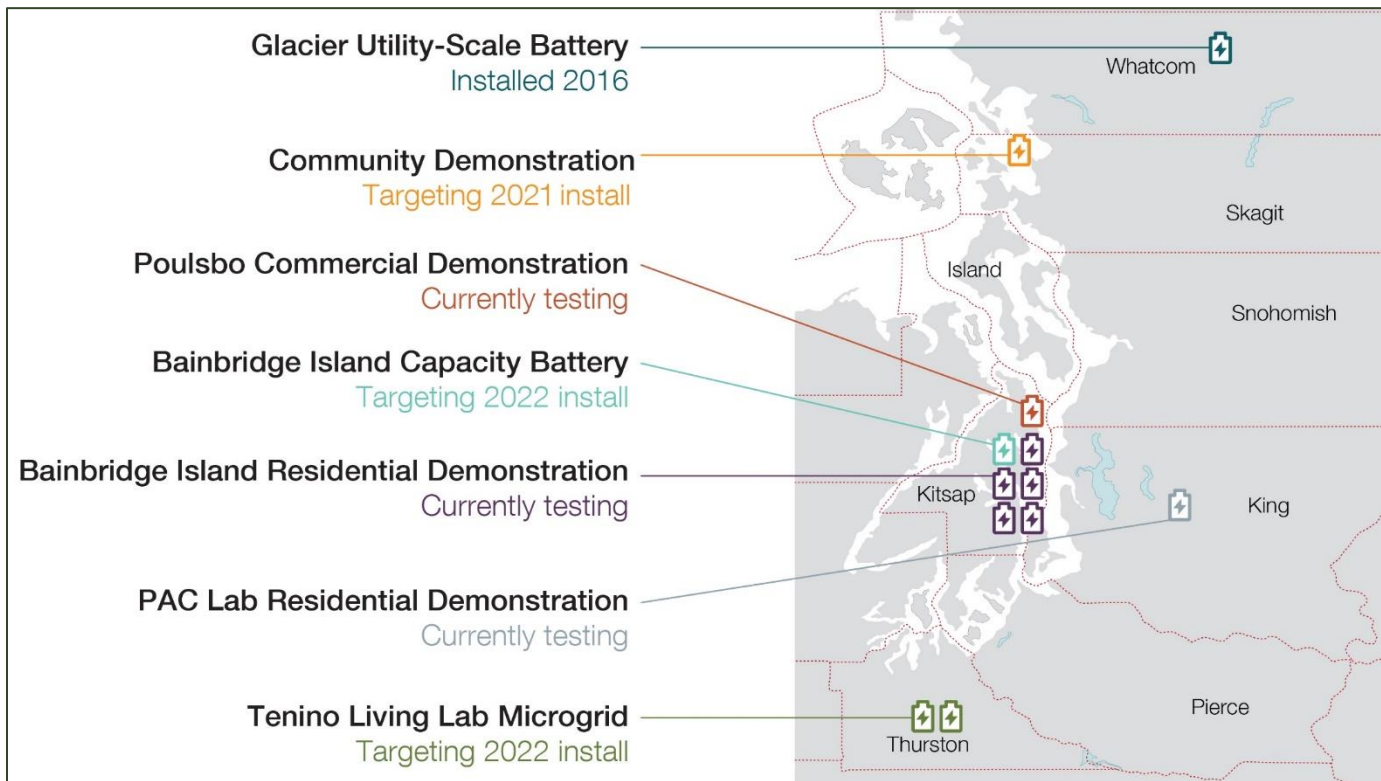 Glacier Utility-Scale Battery
Installed 2016
Community Demonstration
Targeting 2021 install
Poulsbo Commercial Demonstration
Currently testing
Bainbridge Island Capacity Battery
Targeting 2022 install
Bainbridge Island Residential Demonstration
Currently testing
PAC Lab Residential Demonstration
Currently testing
Tenino Living Lab Microgrid
Targeting 2022 install
Whatcom
Skagit
Island
Snohomish
Kitsap
King
Pierce
Thurston